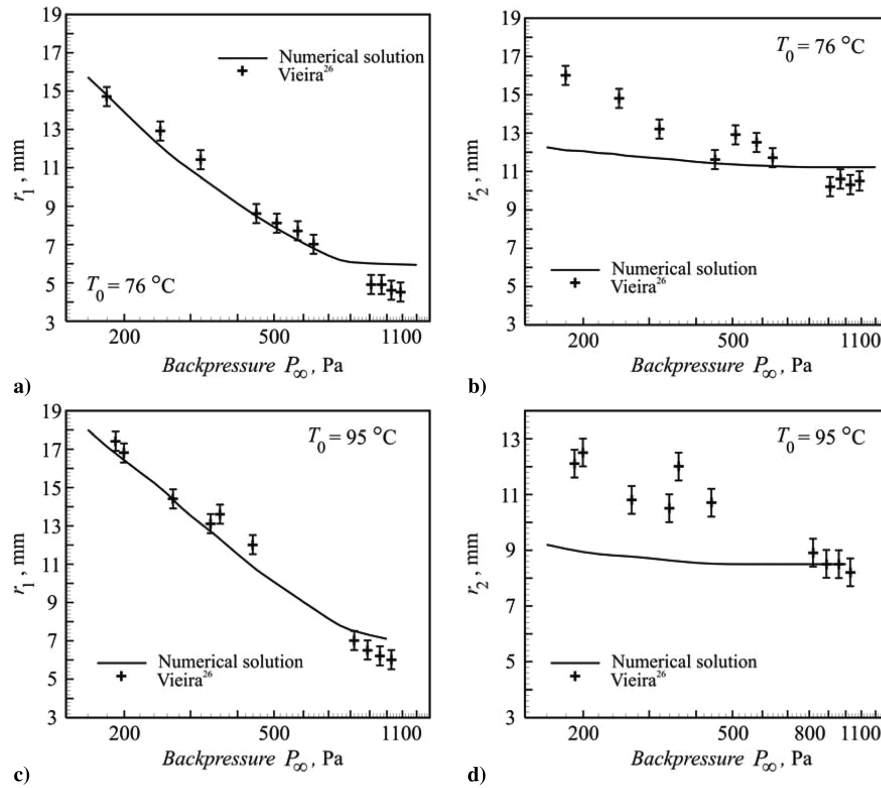 19
17
15
13
11
9
7
5
3
r1 , mm
Numerical solution
Vieira26
T0 = 76 °C
200
500
1100
Backpressure P∞, Pa
a)
19
17
15
13
11
9
7
5
3
r2 , mm
T0 = 76 °C
Numerical solution
Vieira26
200
500
1100
Backpressure P∞, Pa
b)
19
17
15
13
11
9
7
5
3
r1 , mm
T0 = 95 °C
Numerical solution
Vieira26
200
500
1100
Backpressure P∞, Pa
c)
13
11
9
7
5
3
r2 , mm
T0 = 95 °C
Numerical solution
Vieira26
200
500
800
1100
Backpressure P∞, Pa
d)